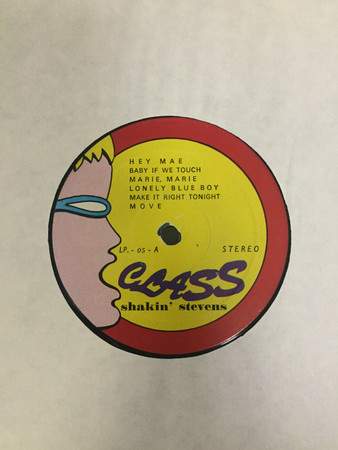 HEY MAE
BABY IF WE TOUCH
MARIE, MARIE
LONELY BLUE BOY
MAKE IT RIGHT TONIGHT
MOVE
LP. - 05 - A
STEREO
CLASS
shakin' stevens